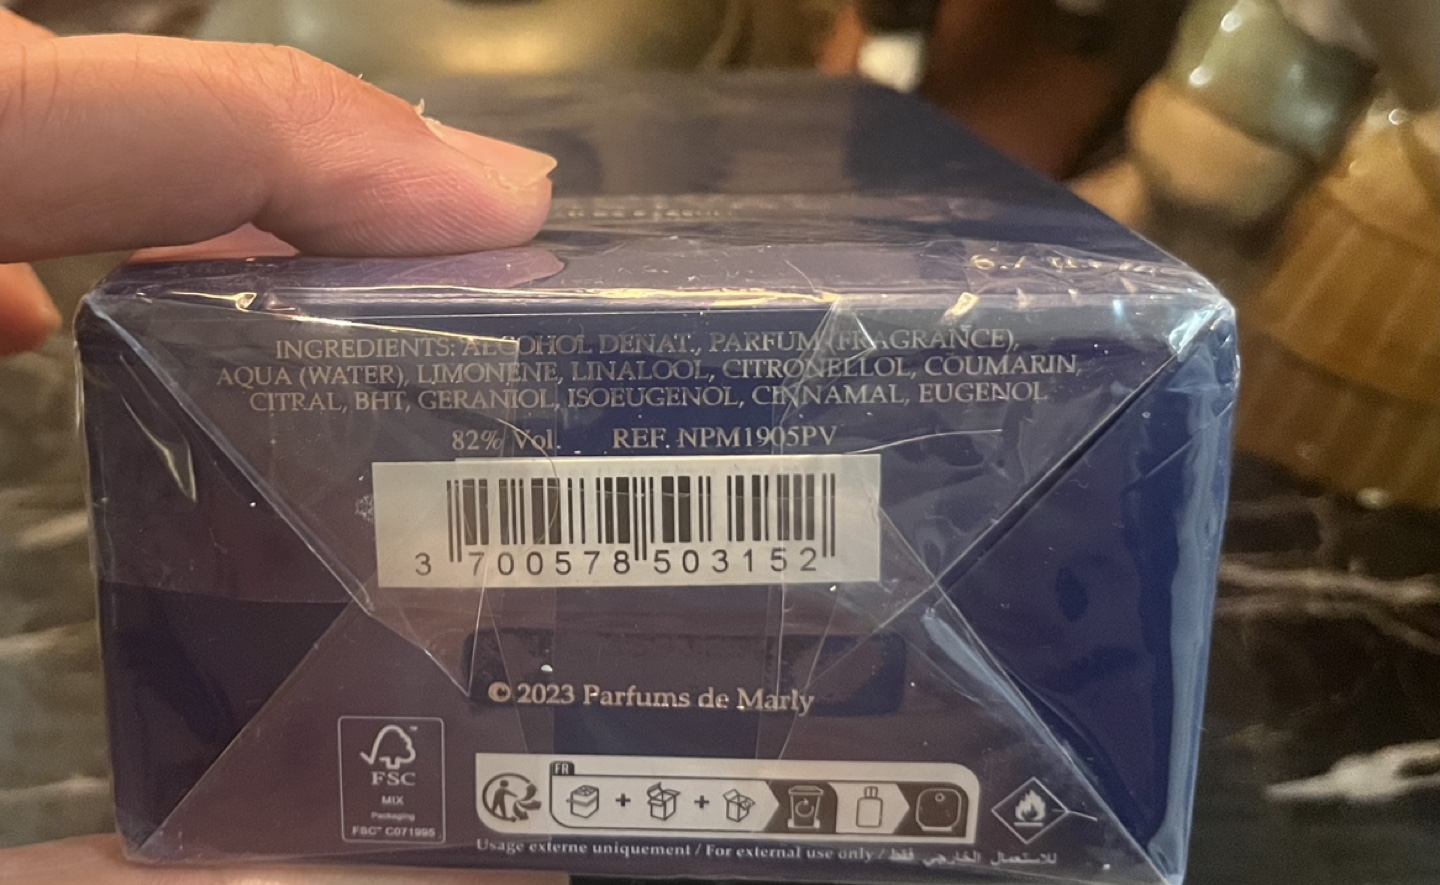 INGREDIENTS: ALCOHOL DENAT., PARFUM (FRAGRANCE),
AQUA (WATER), LIMONENE, LINALOOL, CITRONELLOL, COUMARIN,
CITRAL, BHT, GERANIOL, ISOEUGENOL, CINNAMAL, EUGENOL
82% Vol. REF. NPM1905PV
3 700578 503152
© 2023 Parfums de Marly
FSC
MIX
Packaging
FSC™ C071995
FR
+ +
Usage externe uniquement / For external use only / للاستعمال الخارجي فقط